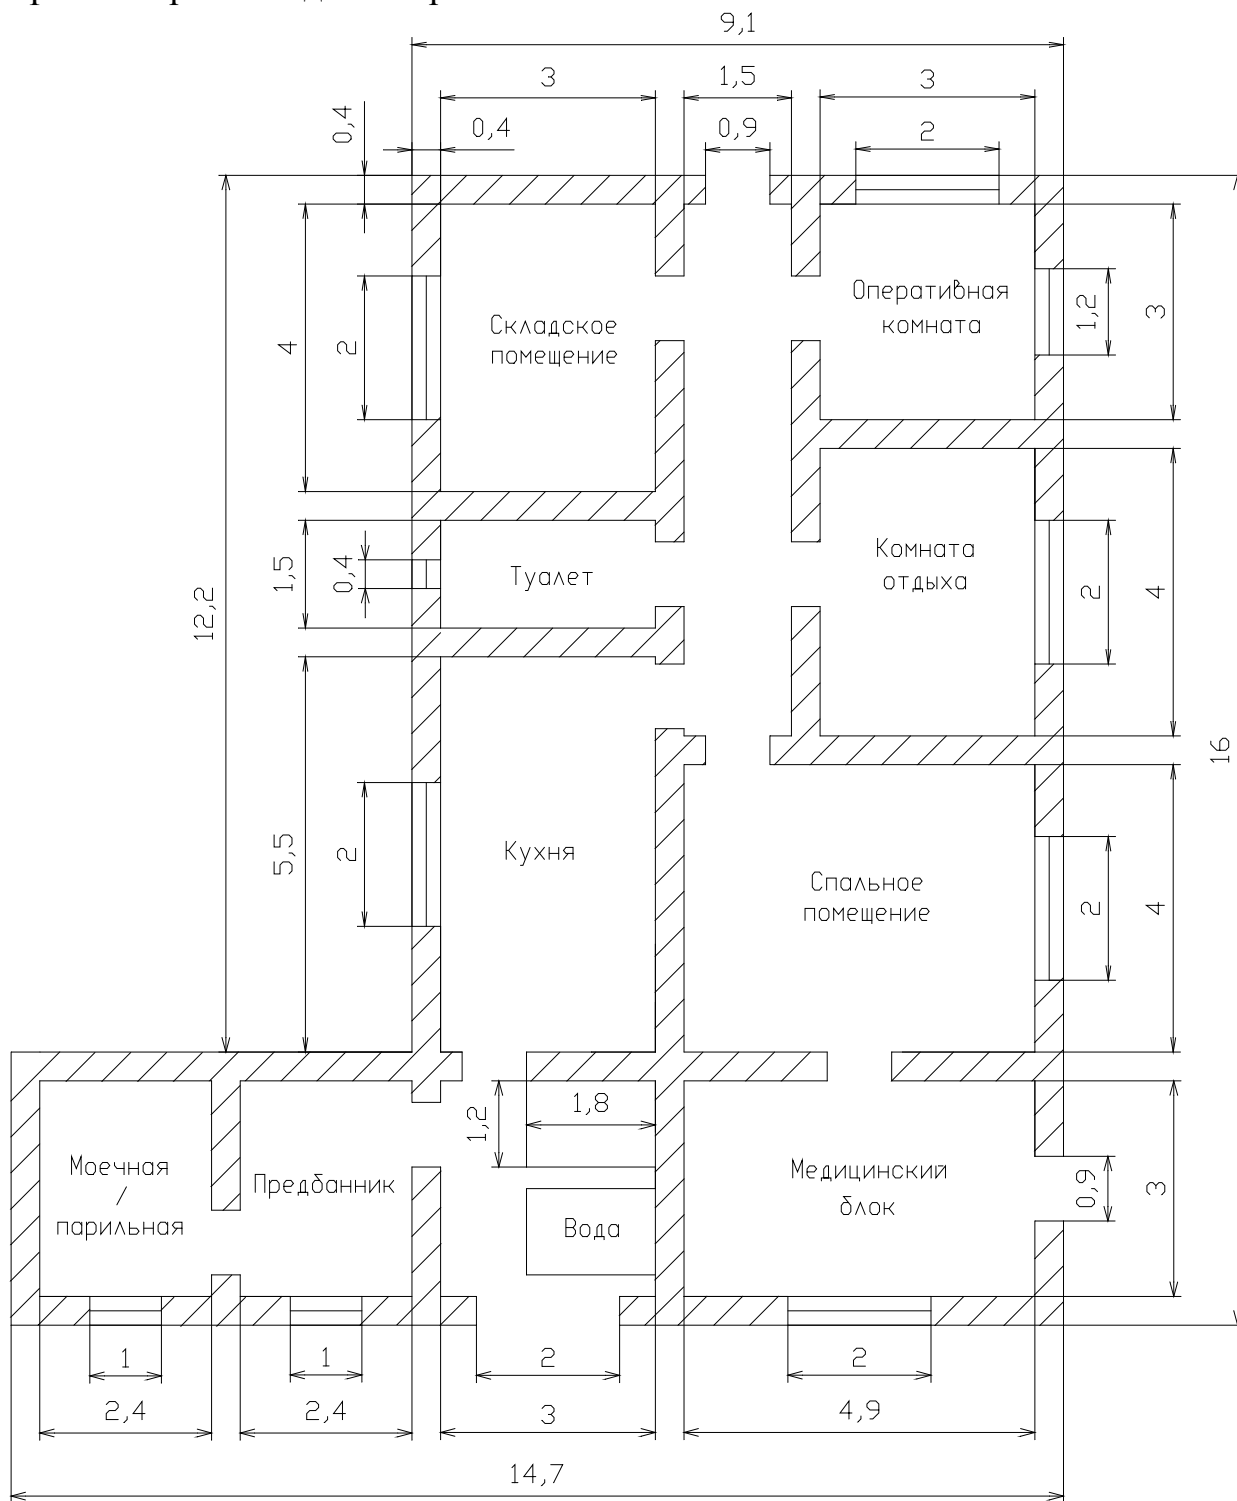 9,1
3
1,5
3
0,4
0,4
0,9
2
Оперативная
комната
1,2
3
Складское
помещение
4
2
Комната
отдыха
Туалет
1,5
0,4
2
4
12,2
16
Кухня
5,5
2
Спальное
помещение
2
4
1,2
1,8
Моечная
/
парильная
Предбанник
Медицинский
блок
0,9
3
Вода
1
1
2
2
2,4
2,4
3
4,9
14,7